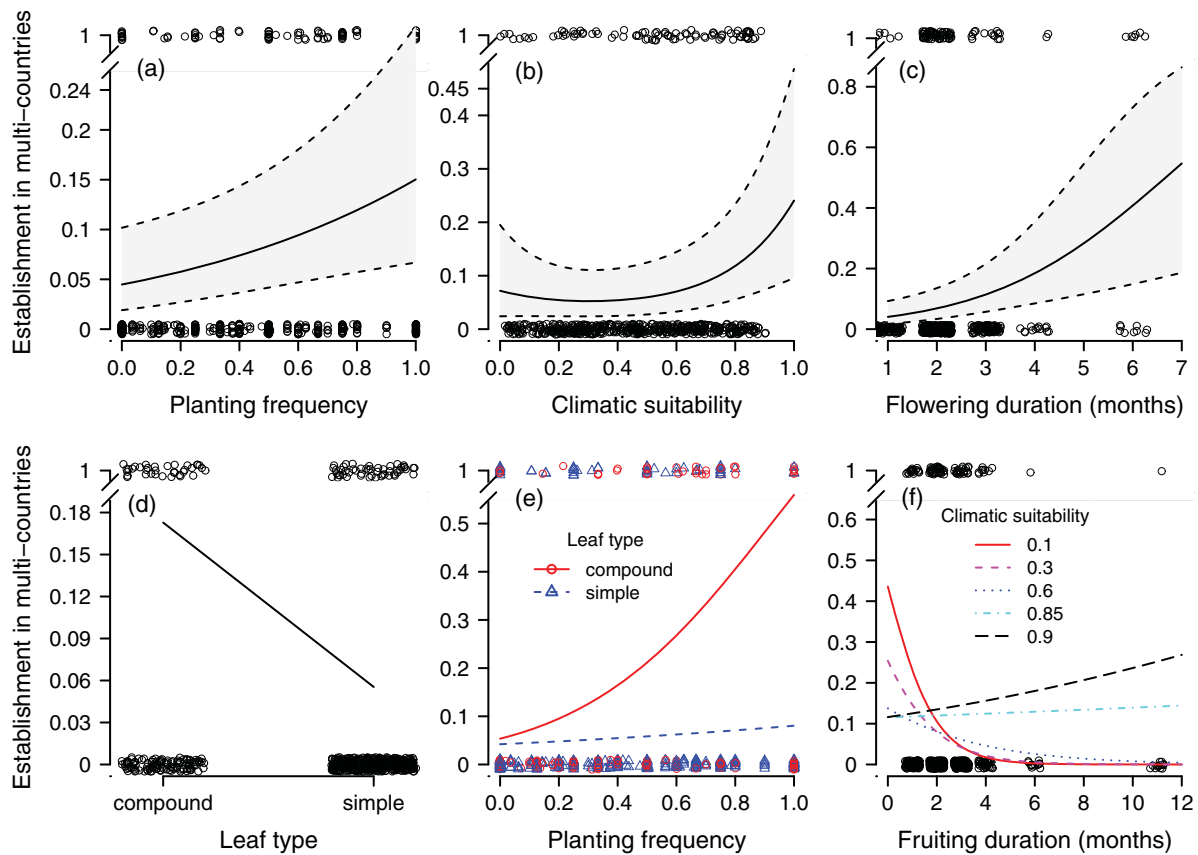 Establishment in multi−countries
1
0.24
0.2
0.15
0.1
0.05
0
(a)
0.0 0.2 0.4 0.6 0.8 1.0
Planting frequency
1
0.45
0.3
0.2
0.1
0
(b)
0.0 0.2 0.4 0.6 0.8 1.0
Climatic suitability
1
0.8
0.6
0.4
0.2
0
(c)
1 2 3 4 5 6 7
Flowering duration (months)
Establishment in multi−countries
1
0.18
0.15
0.12
0.09
0.06
0.03
0
(d)
compound simple
Leaf type
1
0.5
0.4
0.3
0.2
0.1
0
(e)
Leaf type
compound
simple
0.0 0.2 0.4 0.6 0.8 1.0
Planting frequency
1
0.6
0.5
0.4
0.3
0.2
0.1
0
(f)
Climatic suitability
0.1
0.3
0.6
0.85
0.9
0 2 4 6 8 10 12
Fruiting duration (months)